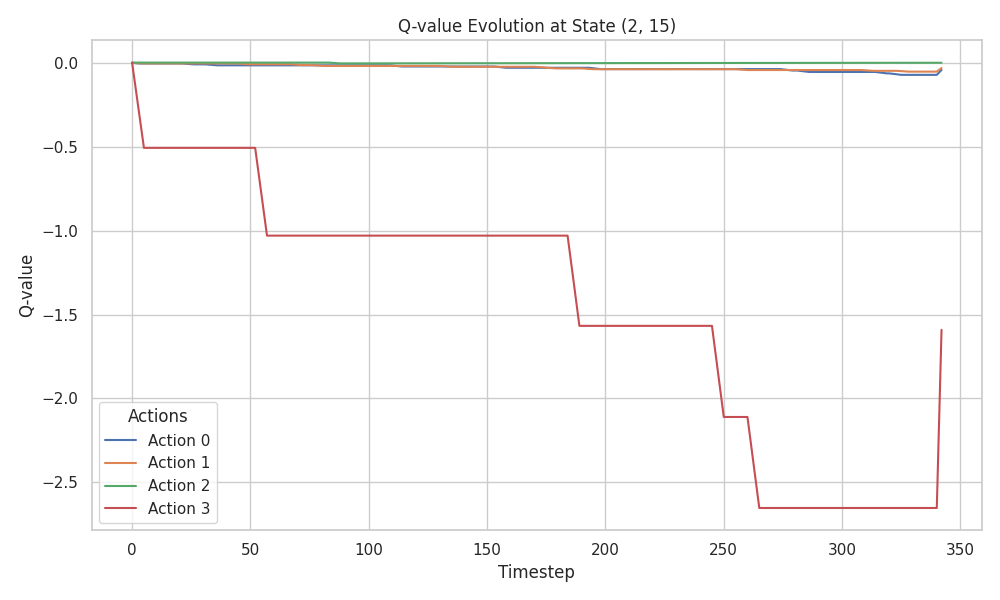 Q-value Evolution at State (2, 15)
Q-value
0.0
−0.5
−1.0
−1.5
−2.0
−2.5
Actions
Action 0
Action 1
Action 2
Action 3
0 50 100 150 200 250 300 350
Timestep